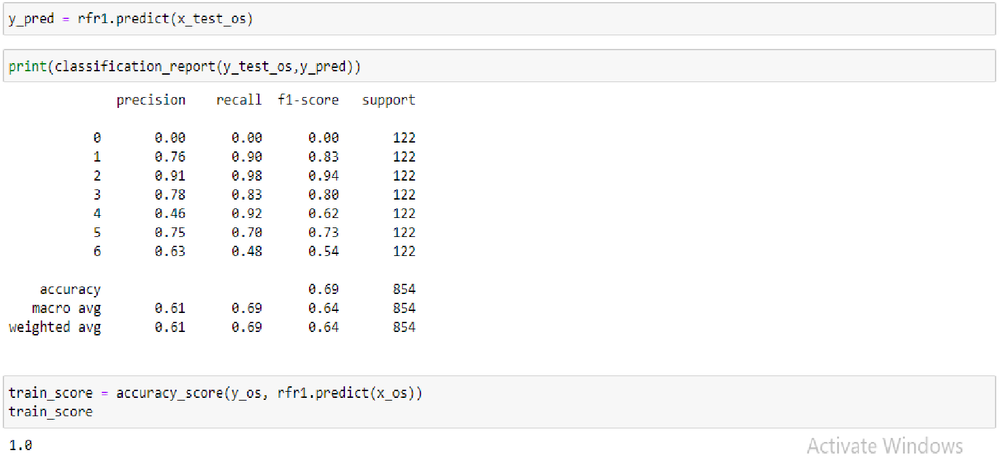 y_pred = rfr1.predict(x_test_os)
print(classification_report(y_test_os,y_pred))
precision recall f1-score support
0 0.00 0.00 0.00 122
1 0.76 0.90 0.83 122
2 0.91 0.98 0.94 122
3 0.78 0.83 0.80 122
4 0.46 0.92 0.62 122
5 0.75 0.70 0.73 122
6 0.63 0.48 0.54 122
accuracy 0.69 854
macro avg 0.61 0.69 0.64 854
weighted avg 0.61 0.69 0.64 854
train_score = accuracy_score(y_os, rfr1.predict(x_os))
train_score
1.0
Activate Windows